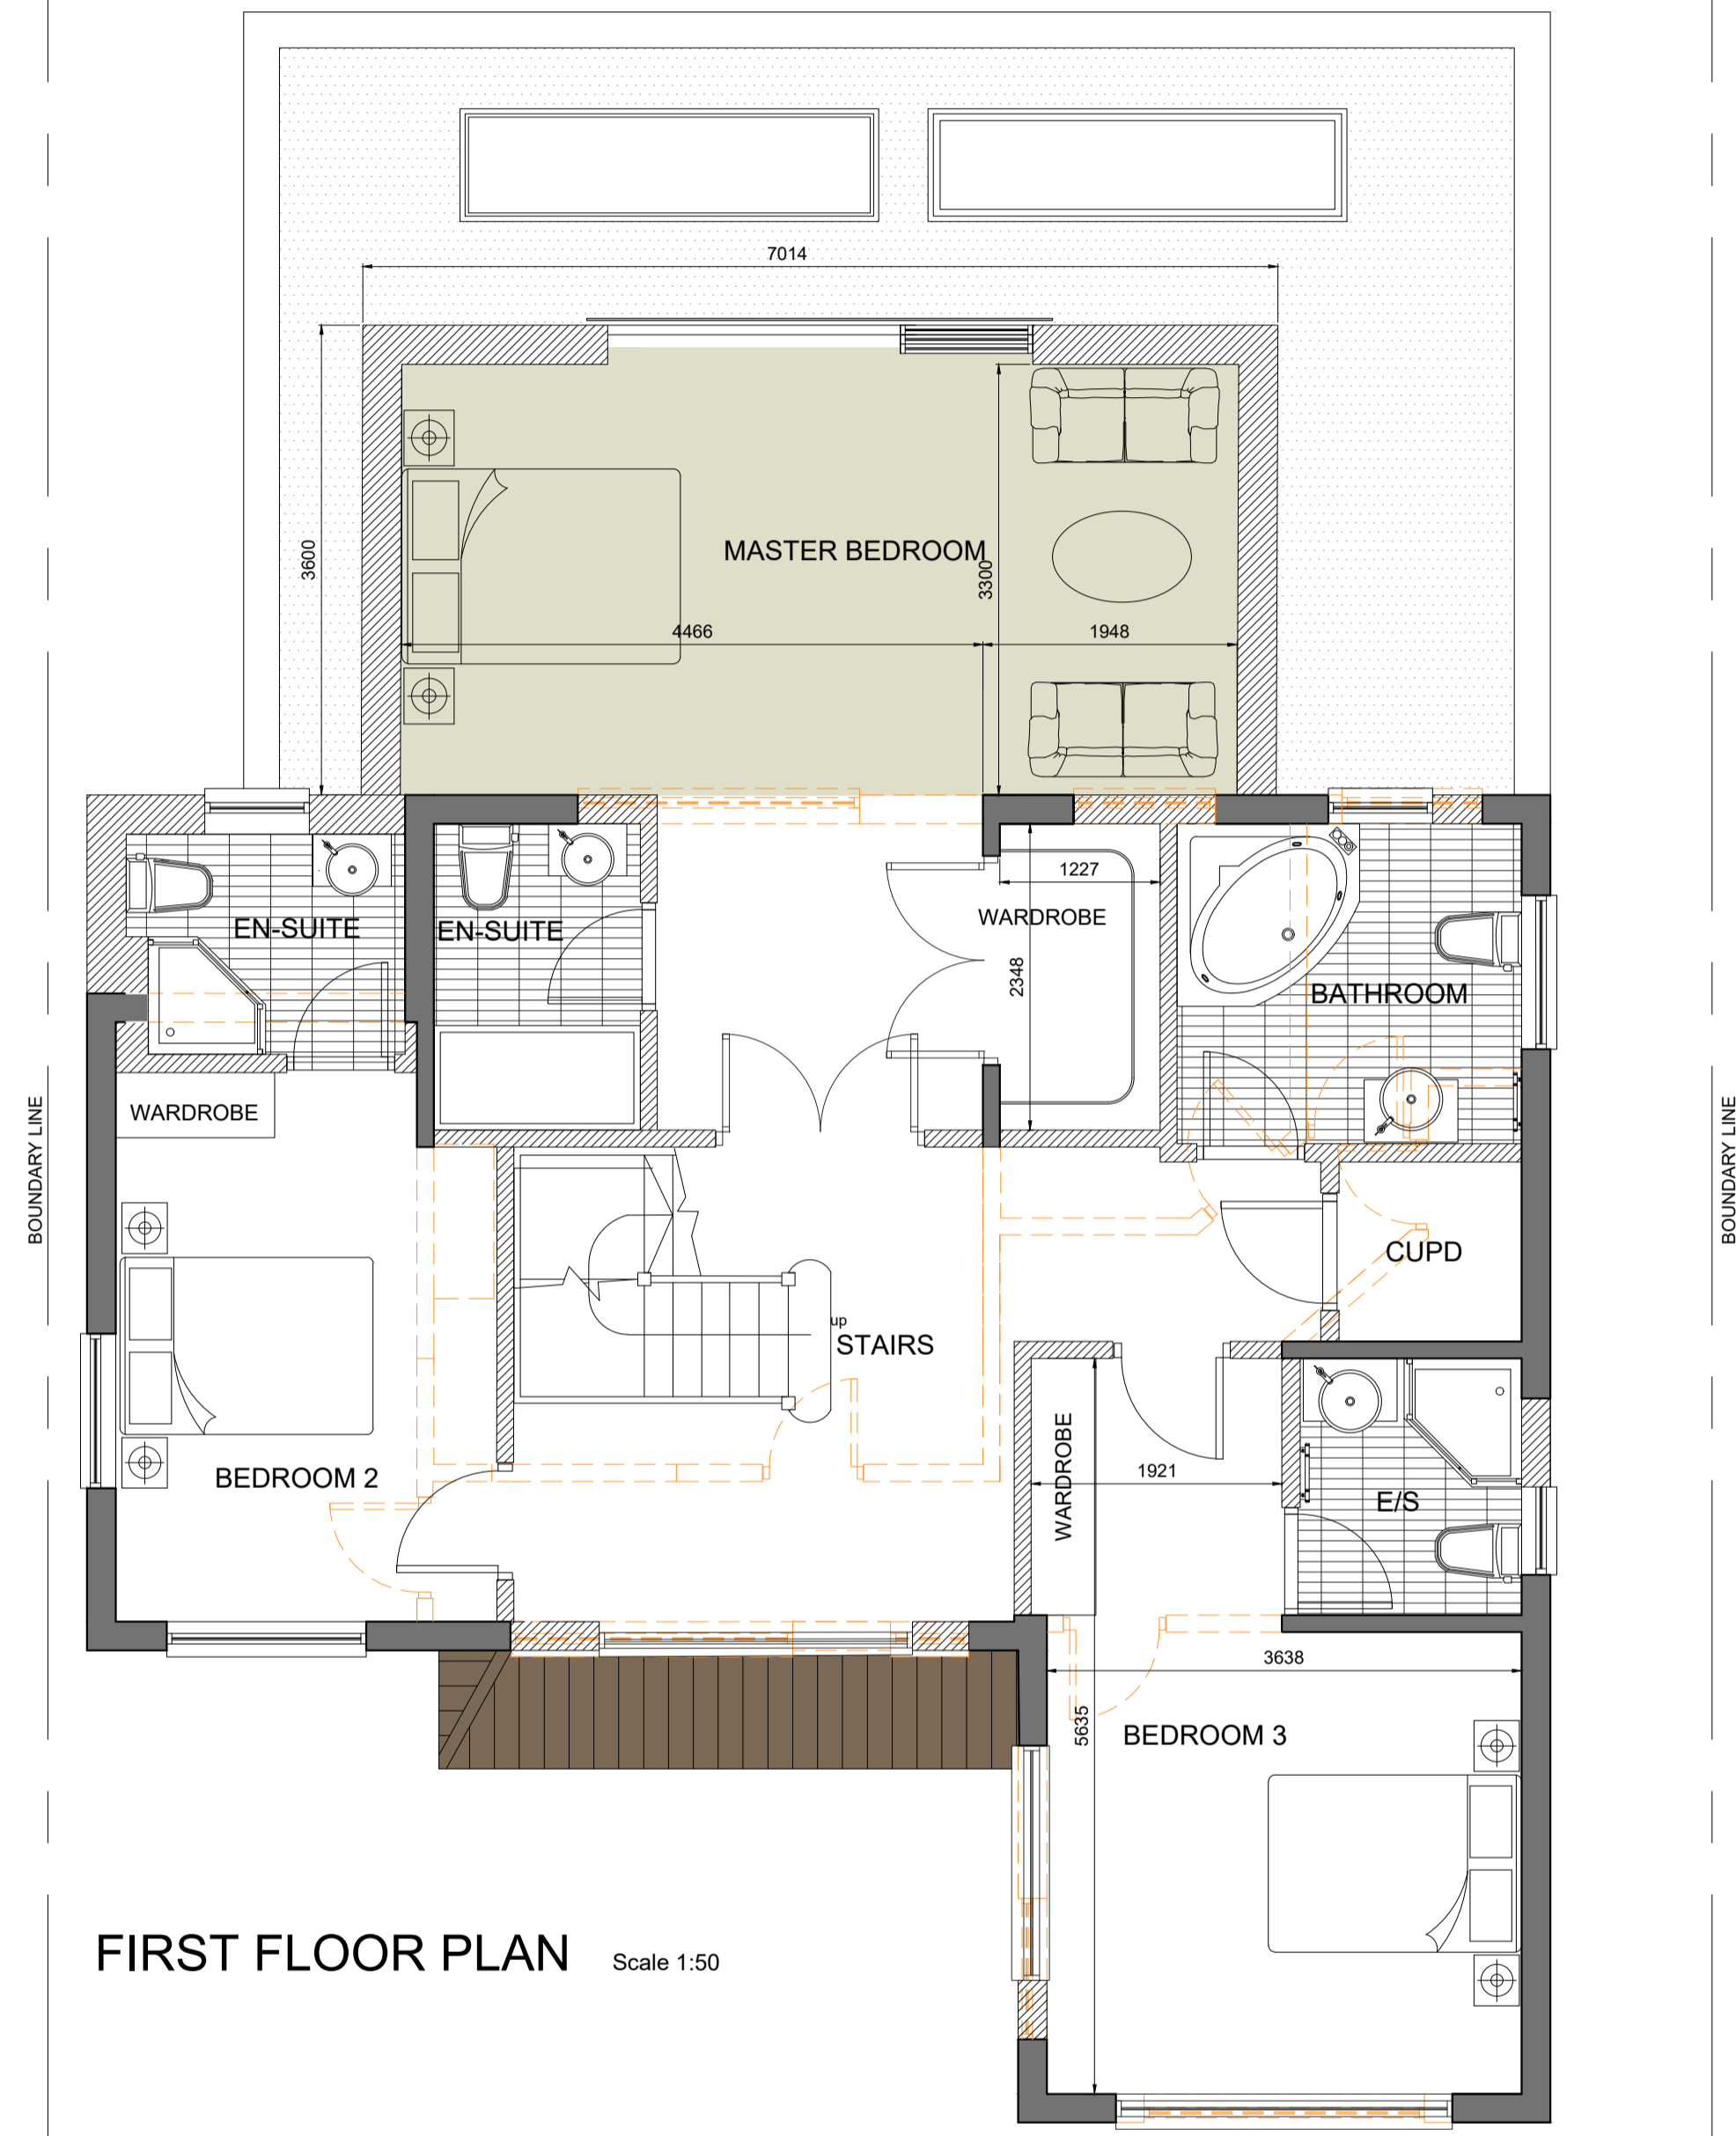 7014
3600
MASTER BEDROOM
3300
4466
1948
1227
WARDROBE
EN-SUITE
EN-SUITE
2348
BATHROOM
WARDROBE
BOUNDARY LINE
BOUNDARY LINE
CUPD
up
STAIRS
WARDROBE
1921
BEDROOM 2
E/S
3638
5635
BEDROOM 3
FIRST FLOOR PLAN
Scale 1:50